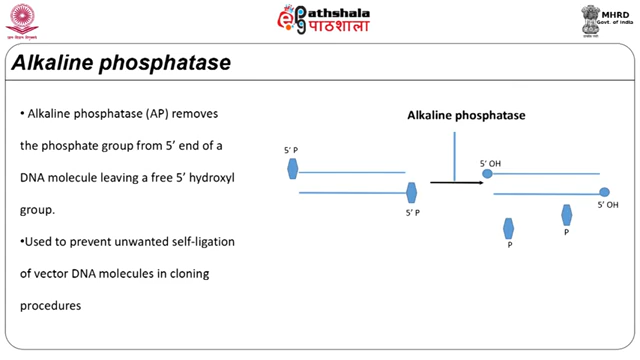 Pathshala
पाठशाला
MHRD
Govt. of India
Alkaline phosphatase
• Alkaline phosphatase (AP) removes
the phosphate group from 5' end of a
DNA molecule leaving a free 5' hydroxyl
group.
•Used to prevent unwanted self-ligation
of vector DNA molecules in cloning
procedures
Alkaline phosphatase
5' P
5' P
5' OH
5' OH
P
P